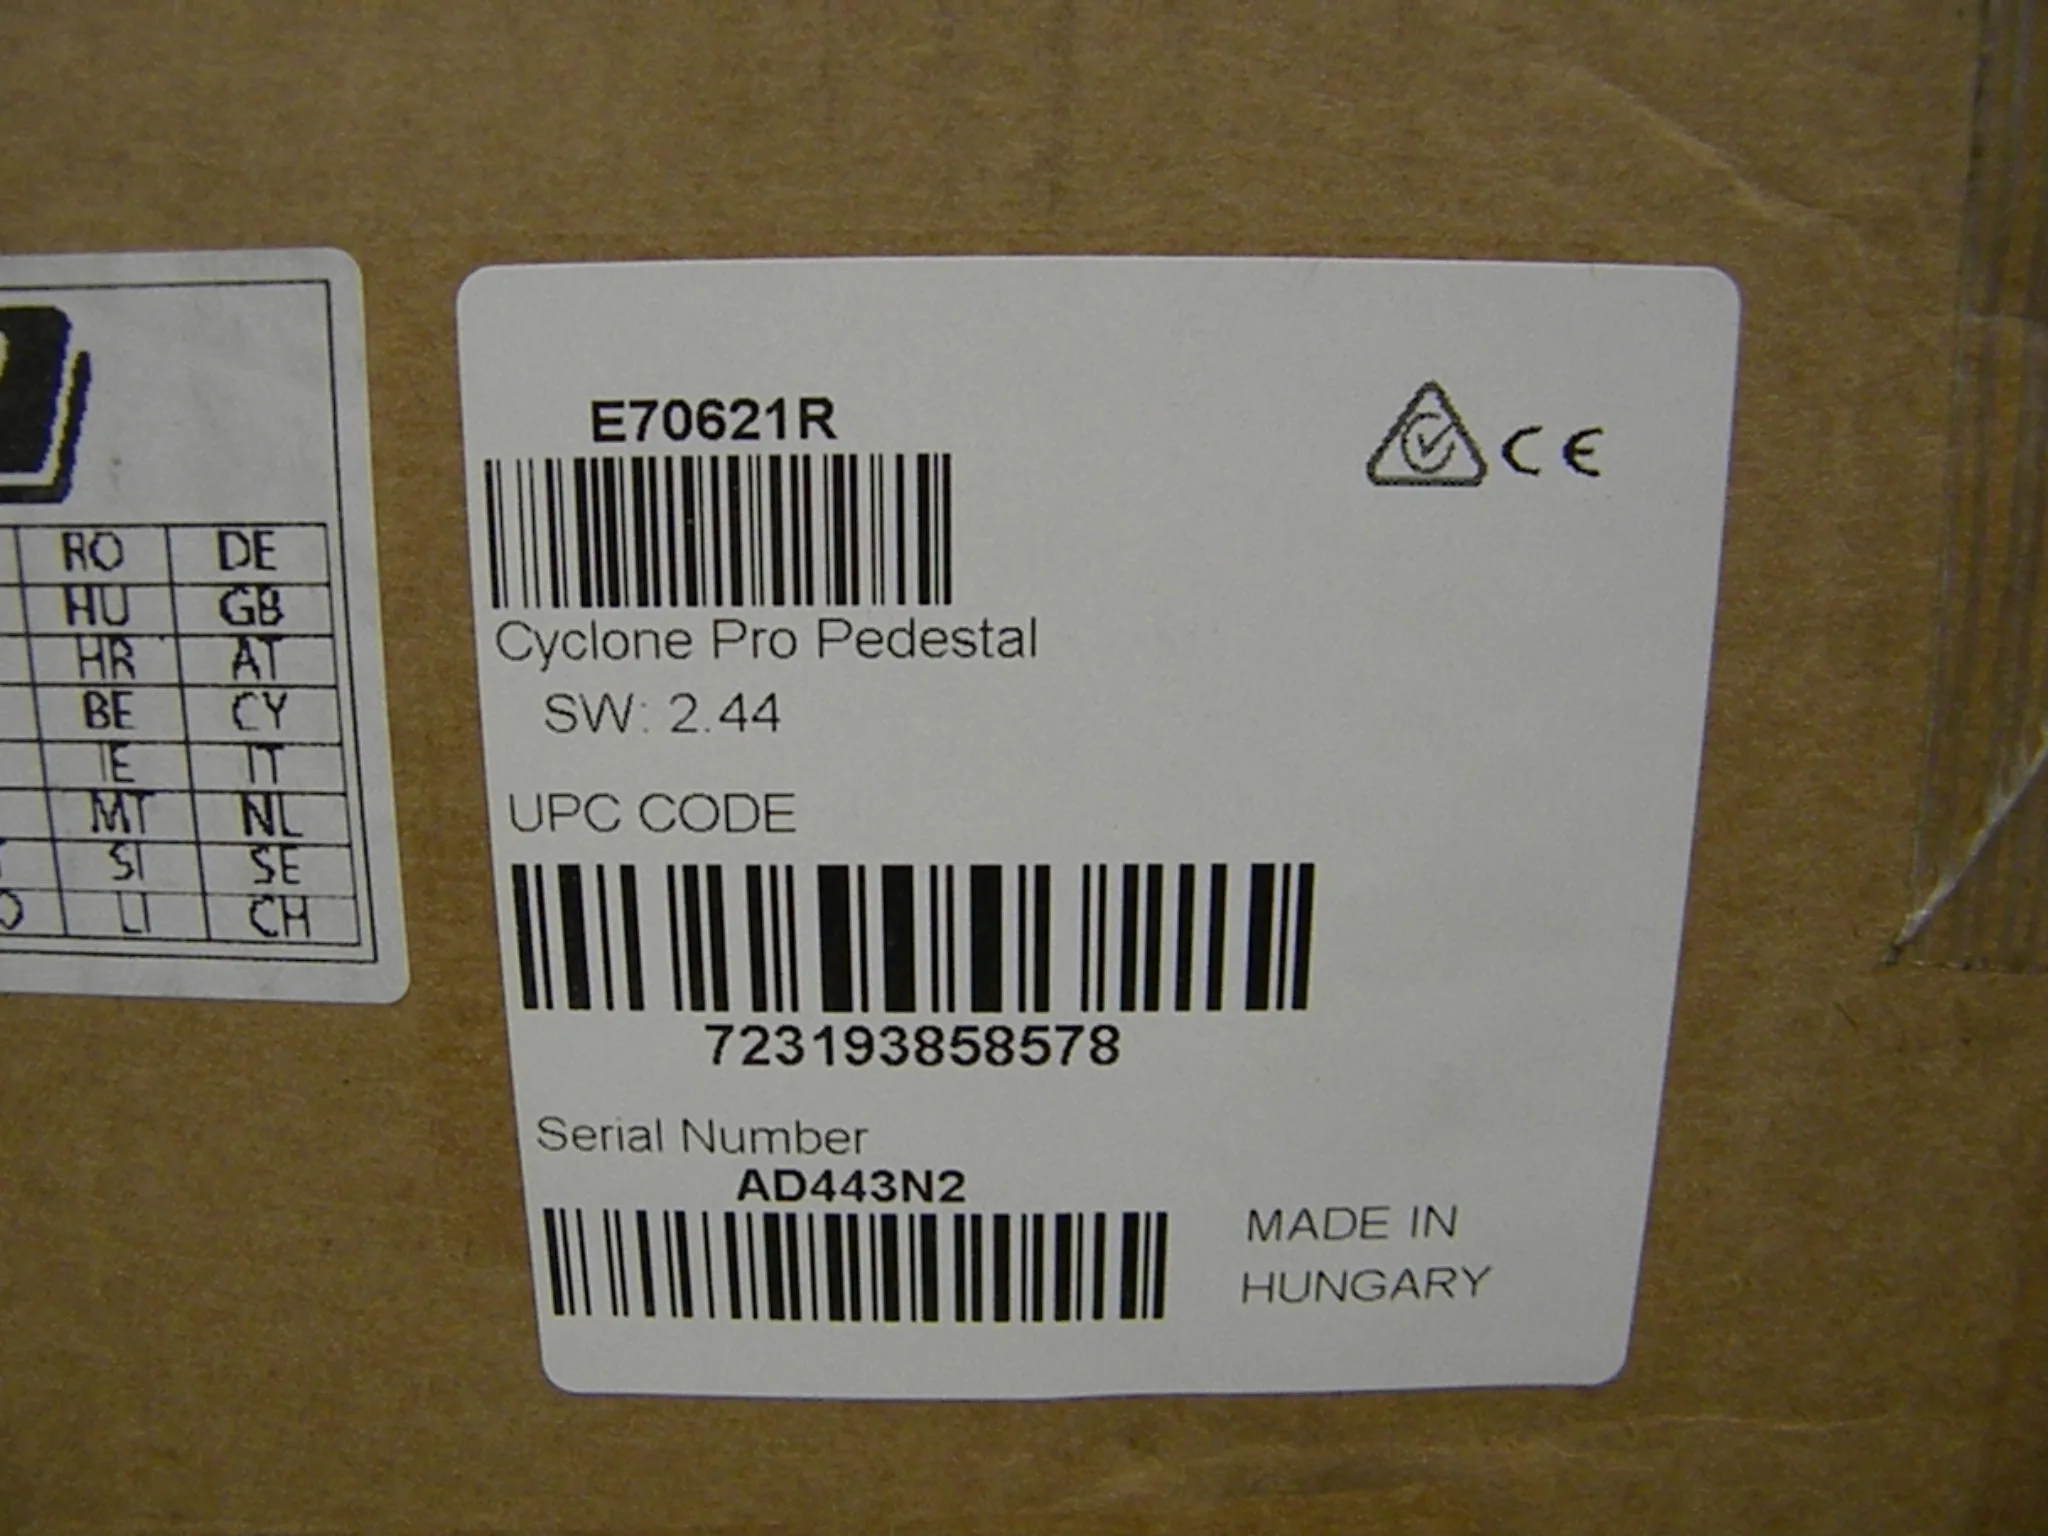 RO DE
HU GB
HR AT
BE CY
IE IT
MT NL
SI SE
LI CH
E70621R
CE
Cyclone Pro Pedestal
SW: 2.44
UPC CODE
723193858578
Serial Number
AD443N2
MADE IN
HUNGARY